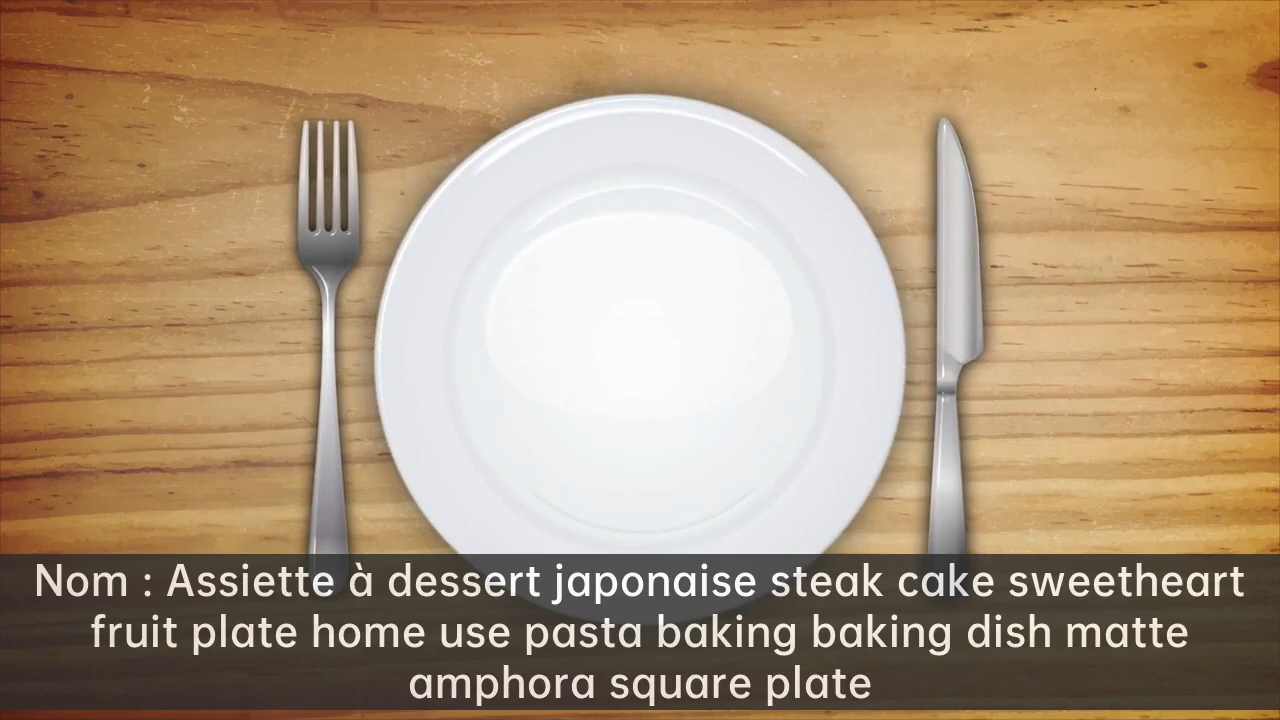 Nom : Assiette à dessert japonaise steak cake sweetheart
fruit plate home use pasta baking baking dish matte
amphora square plate